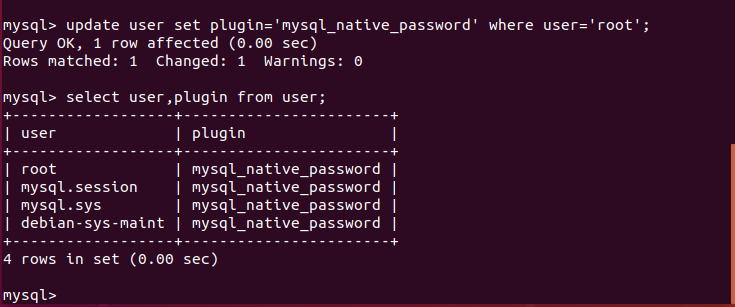 mysql> update user set plugin='mysql_native_password' where user='root';
Query OK, 1 row affected (0.00 sec)
Rows matched: 1  Changed: 1  Warnings: 0
mysql> select user,plugin from user;
+------------------+-----------------------+
| user             | plugin                |
+------------------+-----------------------+
| root             | mysql_native_password |
| mysql.session    | mysql_native_password |
| mysql.sys        | mysql_native_password |
| debian-sys-maint | mysql_native_password |
+------------------+-----------------------+
4 rows in set (0.00 sec)
mysql>